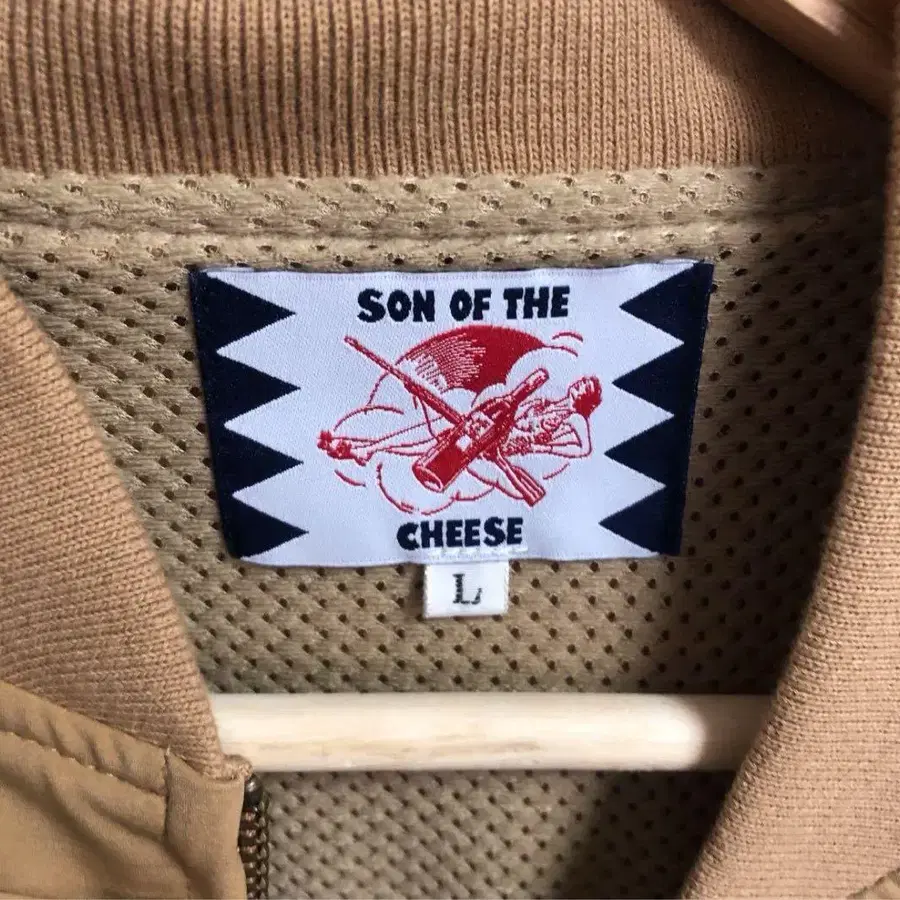 SON OF THE
CHEESE
L